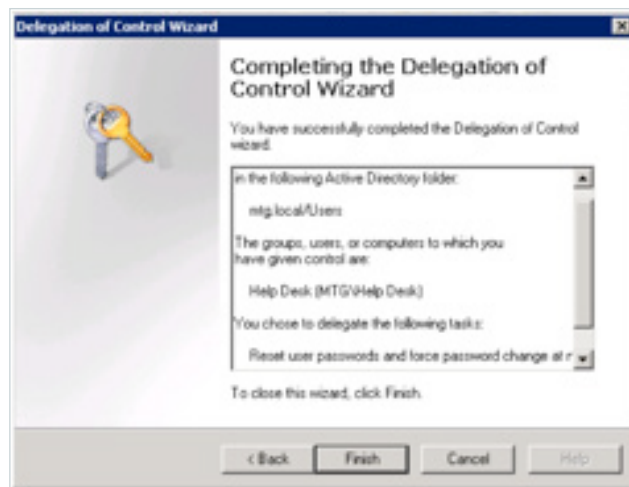 Delegation of Control Wizard
Completing the Delegation of
Control Wizard
You have successfully completed the Delegation of Control
wizard.
in the following Active Directory folder:
mtg.local/Users
The groups, users, or computers to which you
have given control are:
Help Desk (MTG\Help Desk)
You chose to delegate the following tasks:
Reset user passwords and force password change at n
To close this wizard, click Finish.
< Back Finish Cancel Help